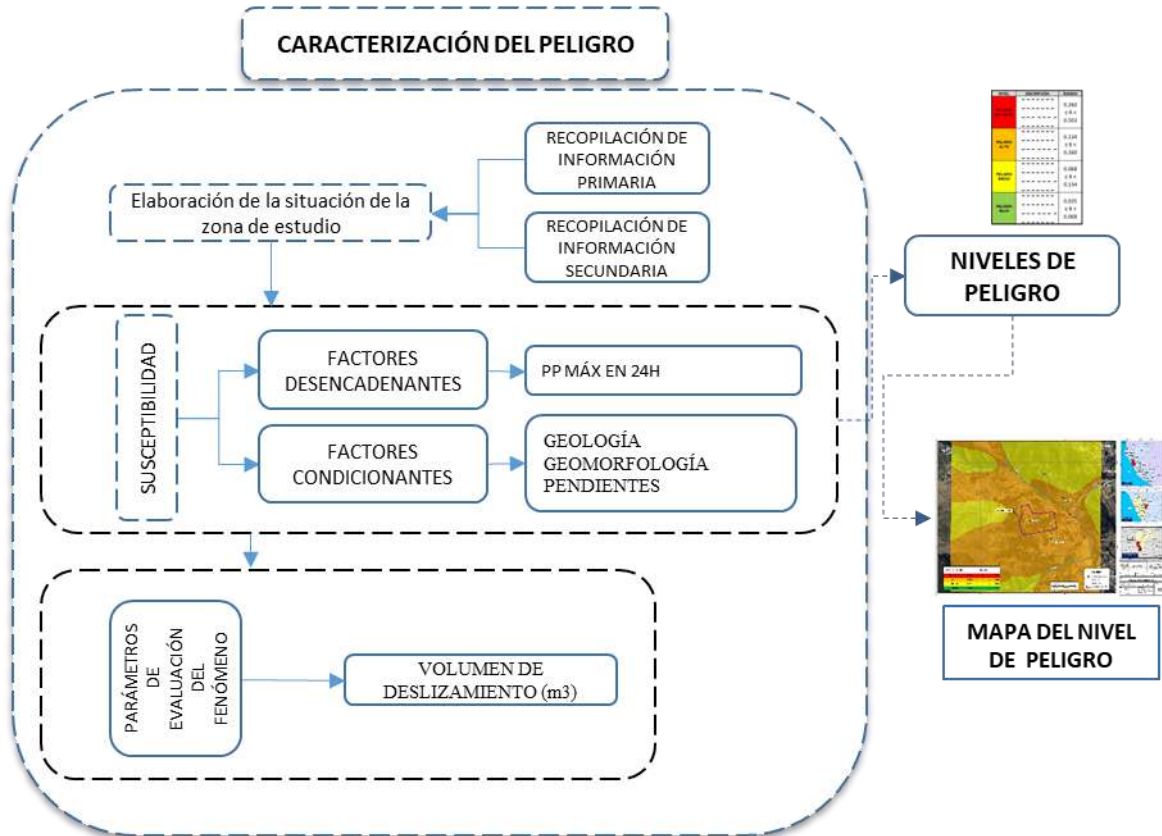 CARACTERIZACIÓN DEL PELIGRO
RECOPILACIÓN DE
INFORMACIÓN
PRIMARIA
Elaboración de la situación de la
zona de estudio
RECOPILACIÓN DE
INFORMACIÓN
SECUNDARIA
SUSCEPTIBILIDAD
FACTORES
DESENCADENANTES
PP MÁX EN 24H
FACTORES
CONDICIONANTES
GEOLOGÍA
GEOMORFOLOGÍA
PENDIENTES
PARÁMETROS
DE
EVALUACIÓN
DEL
FENÓMENO
VOLUMEN DE
DESLIZAMIENTO (m3)
NIVELES DE
PELIGRO
MAPA DEL NIVEL
DE PELIGRO